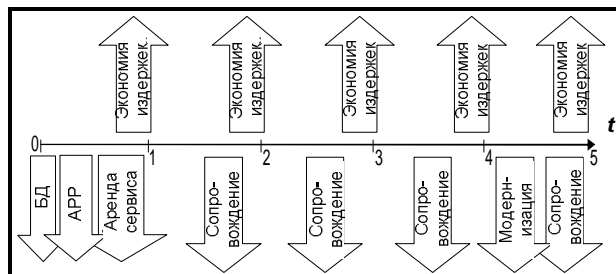 Экономия
издержек
Экономия
издержек
Экономия
издержек
Экономия
издержек
Экономия
издержек
t
0
1
2
3
4
5
БД
APP
Аренда
сервиса
Сопро-
вождение
Сопро-
вождение
Сопро-
вождение
Модерн-
изация
Сопро-
вождение